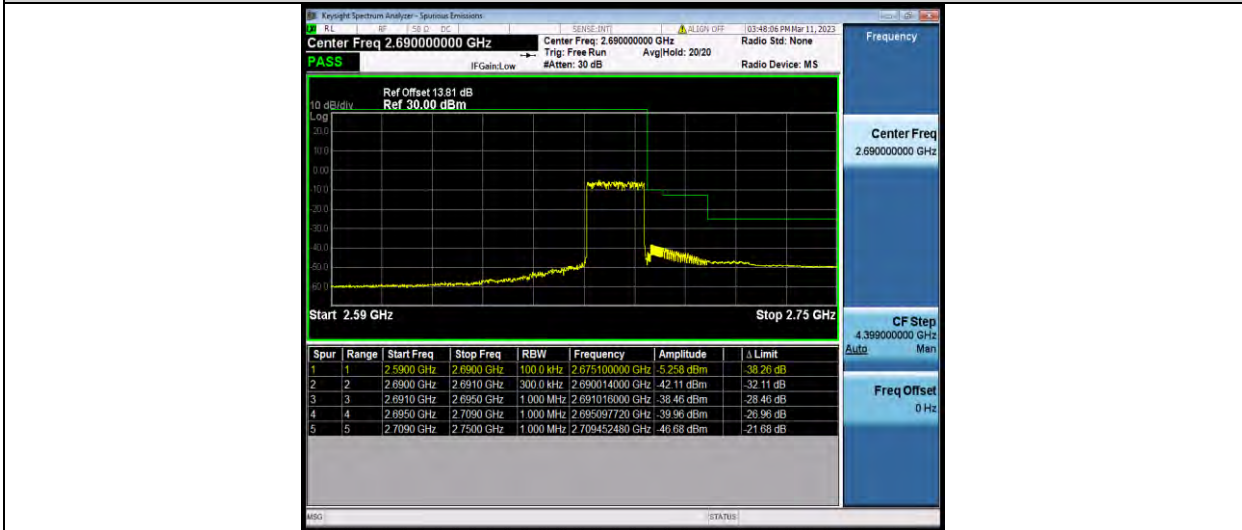 Keysight Spectrum Analyzer - Spurious Emissions
RL RF 50 Ω DC SENSE:INT ALIGN OFF 03:48:06 PM Mar 11, 2023
Center Freq 2.690000000 GHz Center Freq: 2.690000000 GHz Radio Std: None
Trig: Free Run Avg|Hold: 20/20
PASS IFGain:Low #Atten: 30 dB Radio Device: MS
Frequency
Ref Offset 13.81 dB
10 dB/div Ref 30.00 dBm
Log
20.0
10.0
0.00
-10.0
-20.0
-30.0
-40.0
-50.0
-60.0
Start 2.59 GHz Stop 2.75 GHz
Center Freq
2.690000000 GHz
CF Step
4.399000000 GHz
Auto Man
Freq Offset
0 Hz
Spur Range Start Freq Stop Freq RBW Frequency Amplitude Δ Limit
1 1 2.5900 GHz 2.6900 GHz 100.0 kHz 2.675100000 GHz -5.258 dBm -38.26 dB
2 2 2.6900 GHz 2.6910 GHz 300.0 kHz 2.690014000 GHz -42.11 dBm -32.11 dB
3 3 2.6910 GHz 2.6950 GHz 1.000 MHz 2.691016000 GHz -38.46 dBm -28.46 dB
4 4 2.6950 GHz 2.7090 GHz 1.000 MHz 2.695097720 GHz -39.96 dBm -26.96 dB
5 5 2.7090 GHz 2.7500 GHz 1.000 MHz 2.709452480 GHz -46.68 dBm -21.68 dB
MSG STATUS